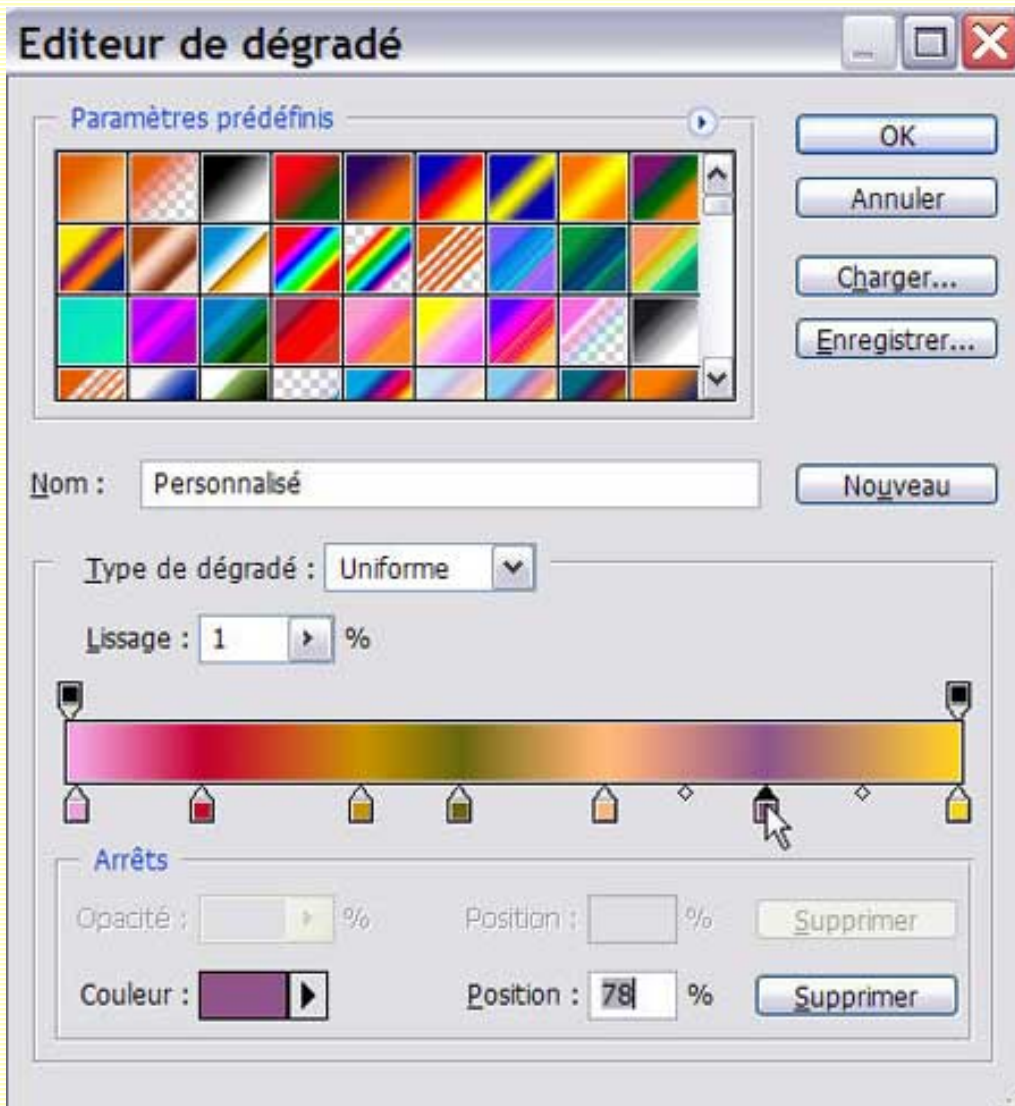 Editeur de dégradé
Paramètres prédéfinis
OK
Annuler
Charger...
Enregistrer...
Nom : Personnalisé
Nouveau
Type de dégradé : Uniforme
Lissage : 1 %
Arrêts
Opacité : % Position : % Supprimer
Couleur : Position : 78 % Supprimer